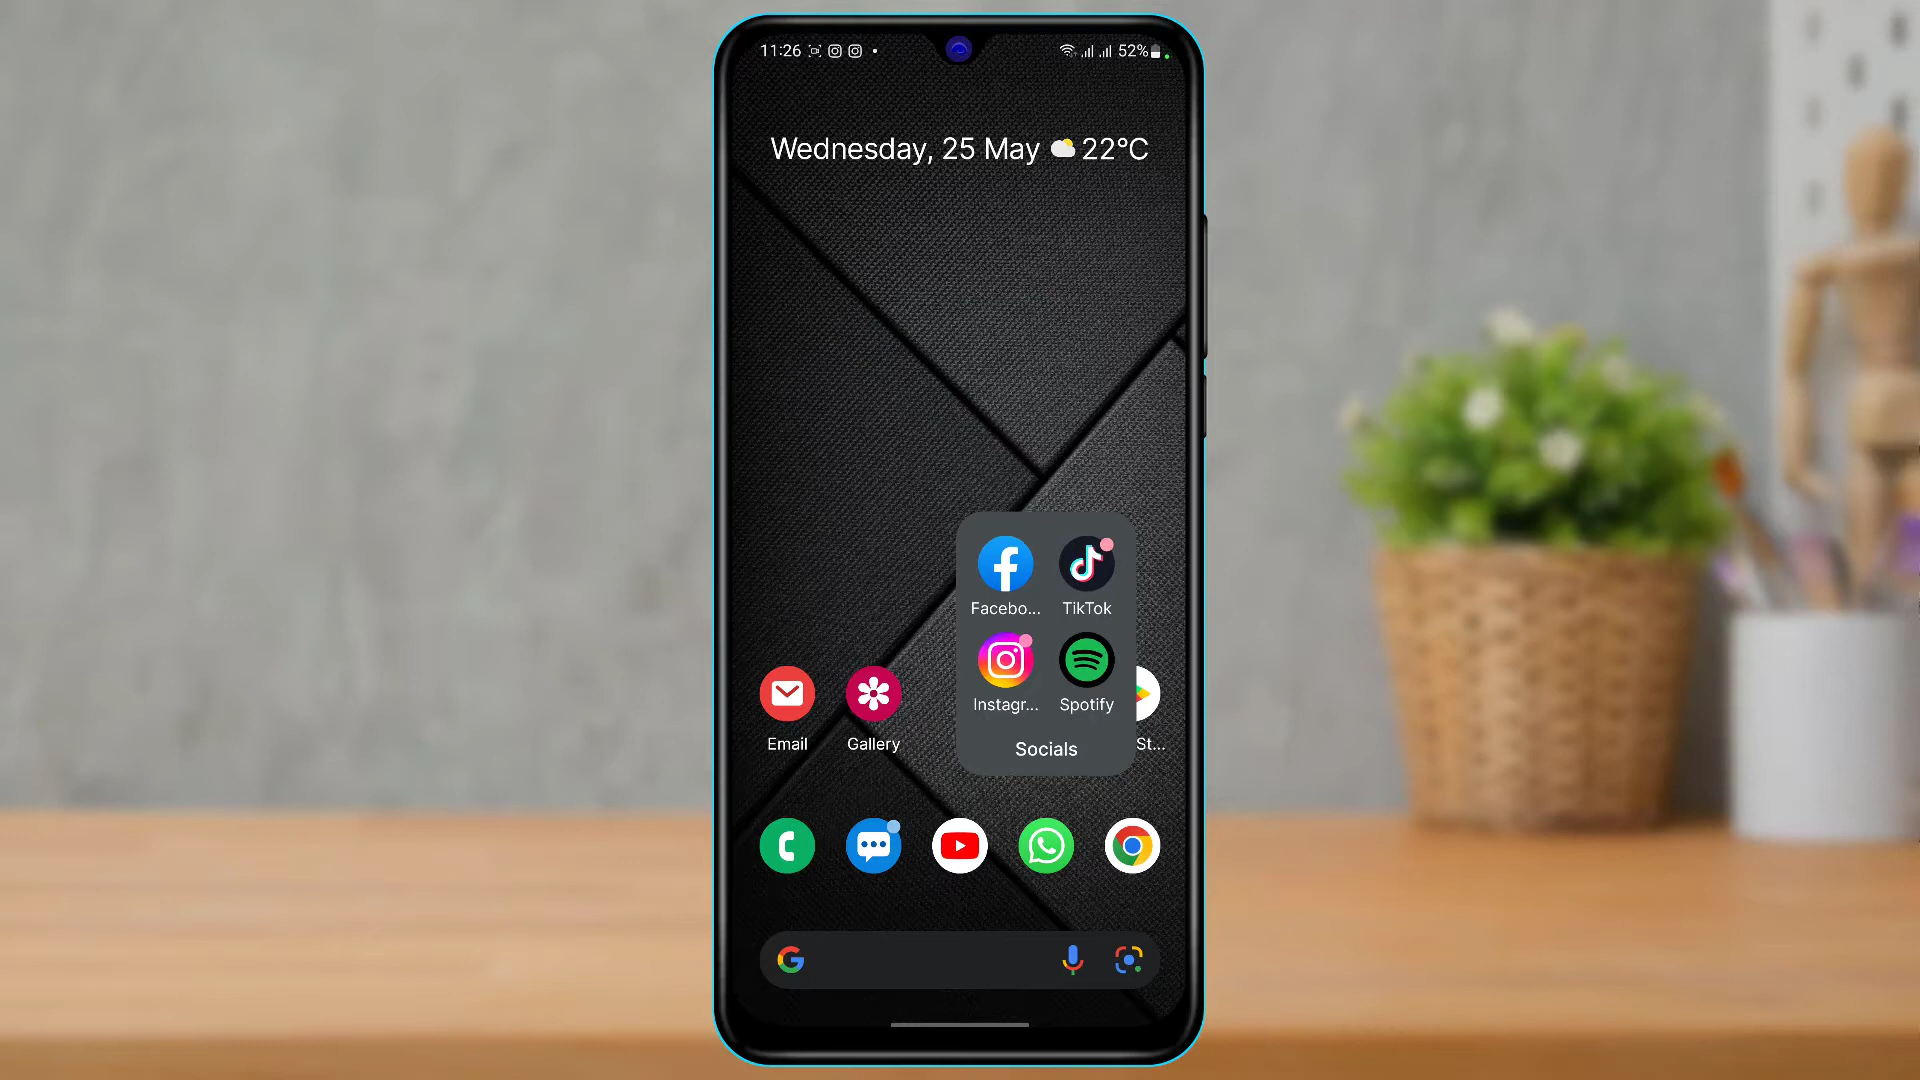 11:26 52%
Wednesday, 25 May 22°C
Facebo... TikTok
Instagr... Spotify
Email Gallery St...
Socials